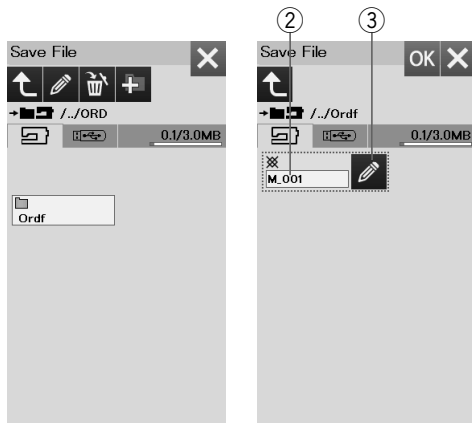 ② ③
Save File
/../ORD
0.1/3.0MB
Ordf
Save File OK
/../Ordf
0.1/3.0MB
M_001